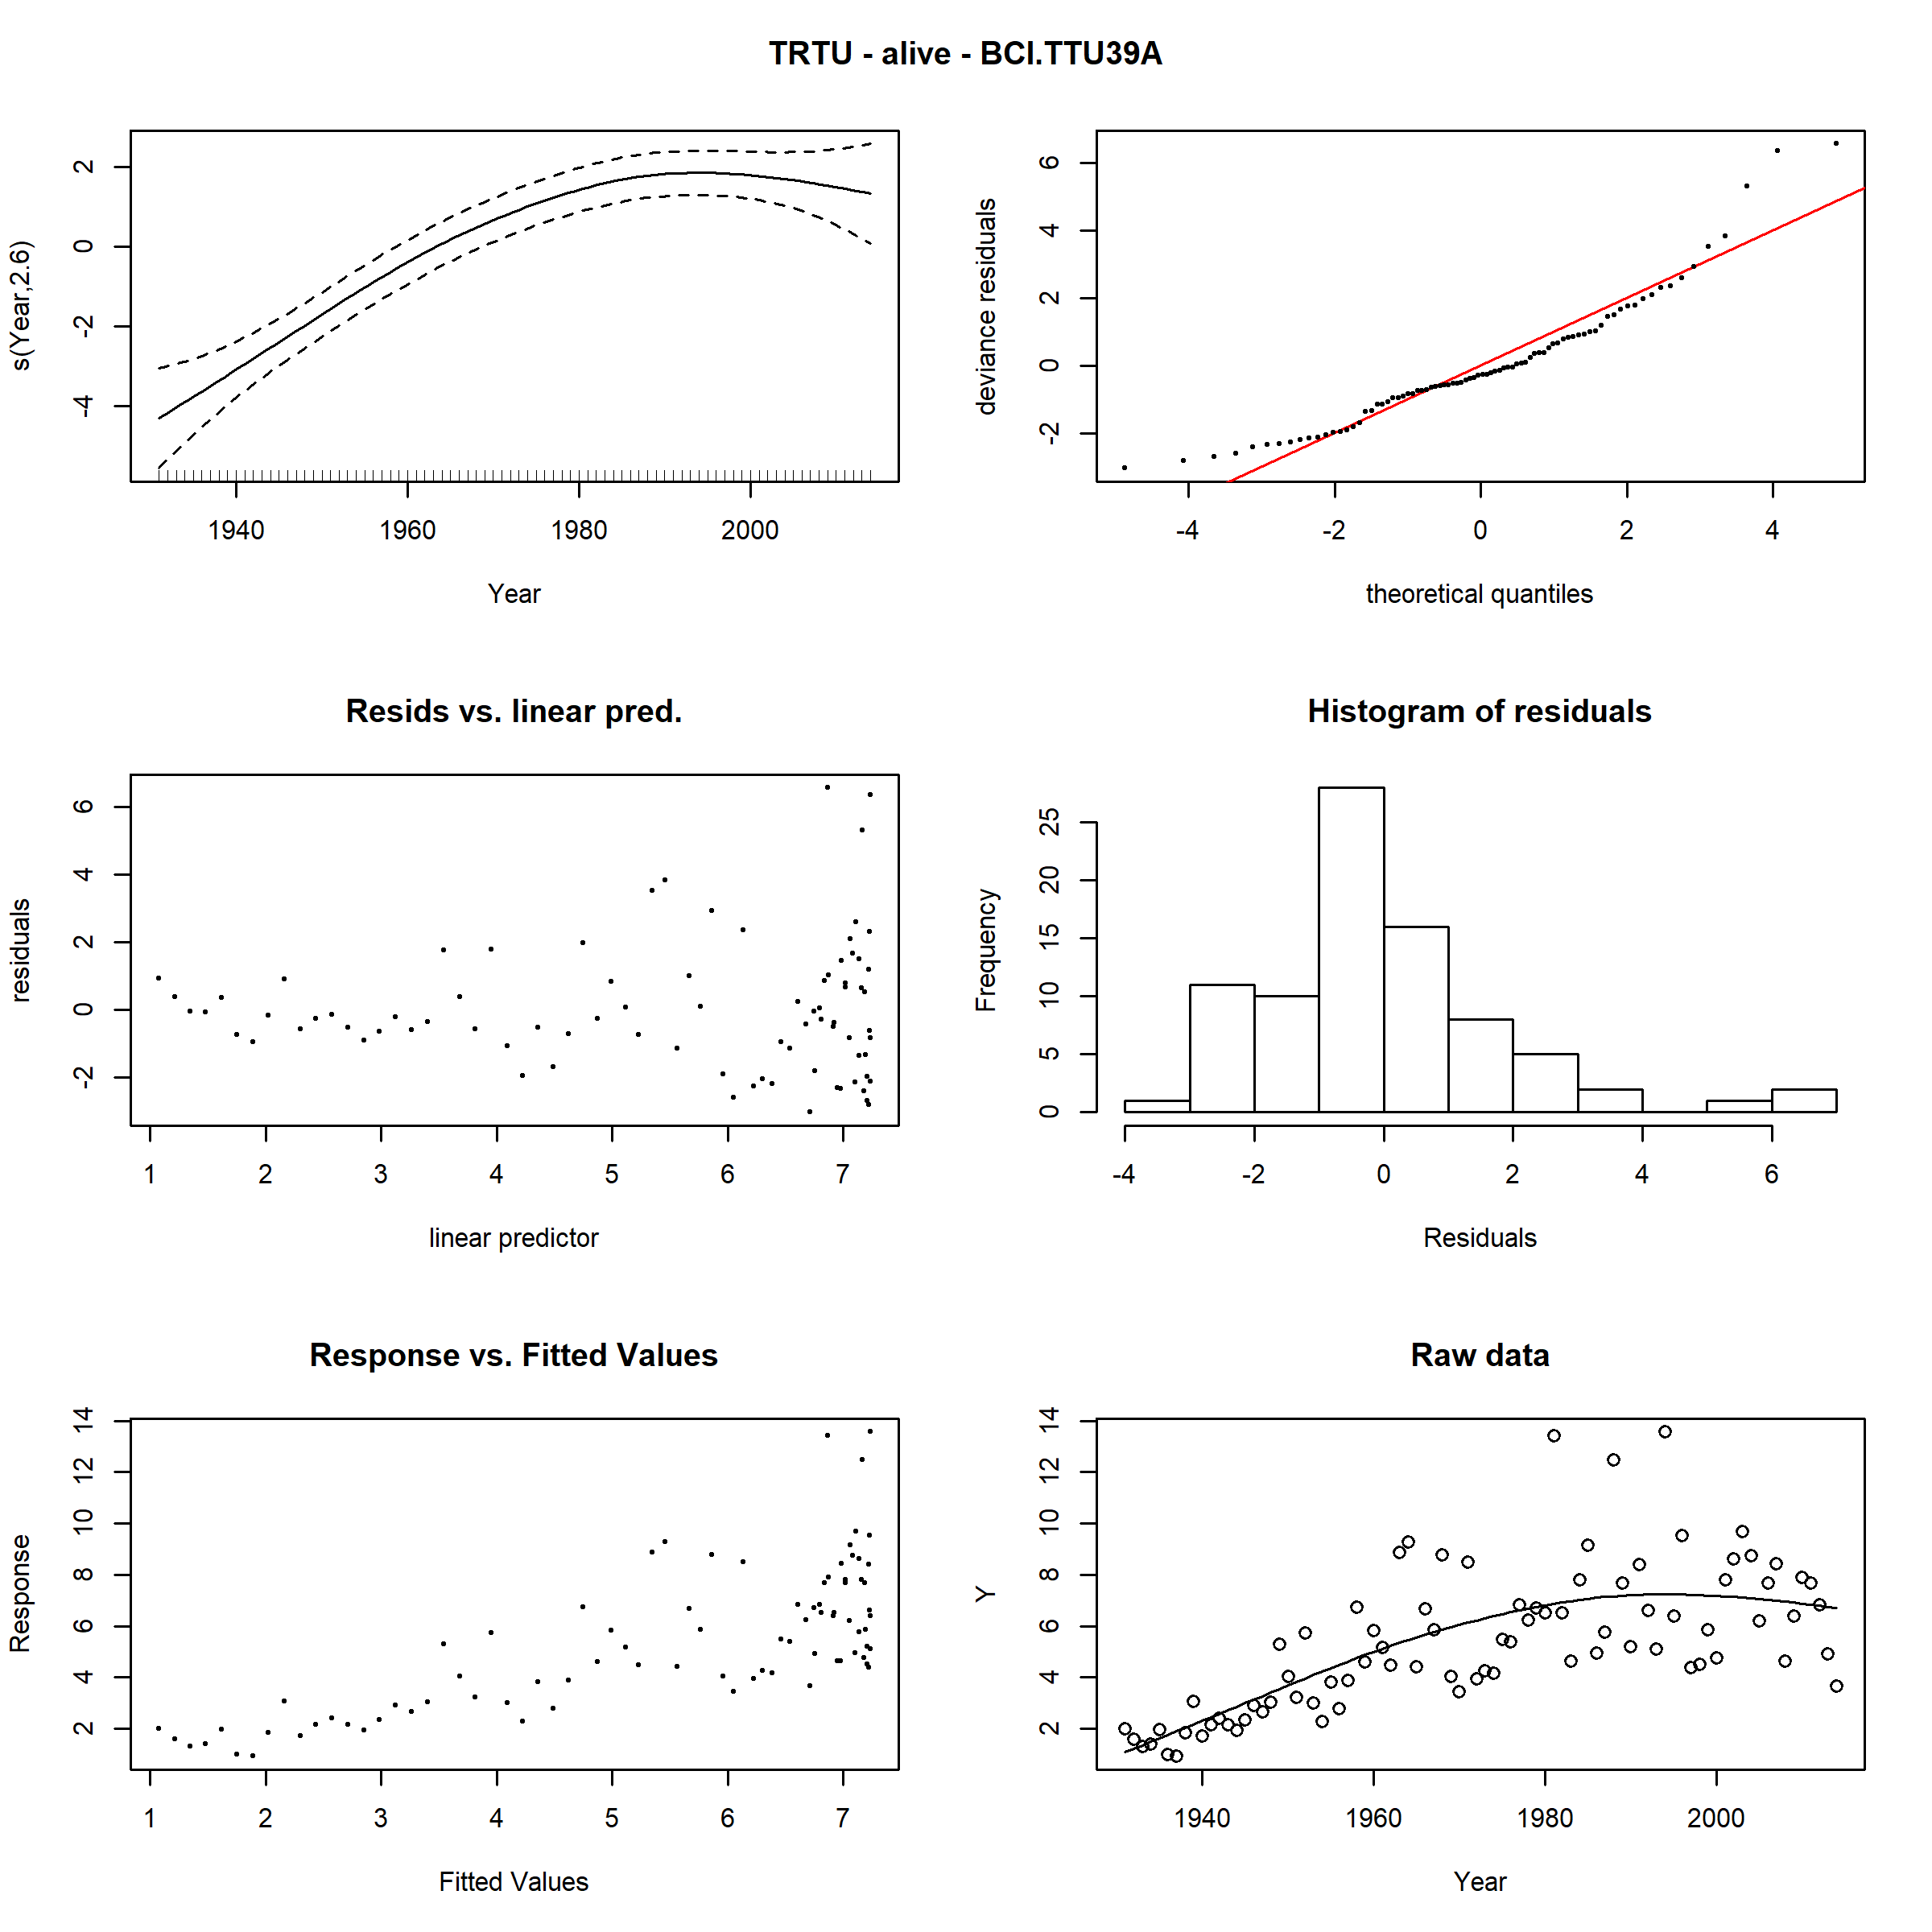 TRTU - alive - BCI.TTU39A
s(Year,2.6)
2
0
-2
-4
1940 1960 1980 2000
Year
deviance residuals
6
4
2
0
-2
-4 -2 0 2 4
theoretical quantiles
Resids vs. linear pred.
residuals
6
4
2
0
-2
1 2 3 4 5 6 7
linear predictor
Histogram of residuals
Frequency
25
20
15
10
5
0
-4 -2 0 2 4 6
Residuals
Response vs. Fitted Values
Response
14
12
10
8
6
4
2
1 2 3 4 5 6 7
Fitted Values
Raw data
Y
14
12
10
8
6
4
2
1940 1960 1980 2000
Year